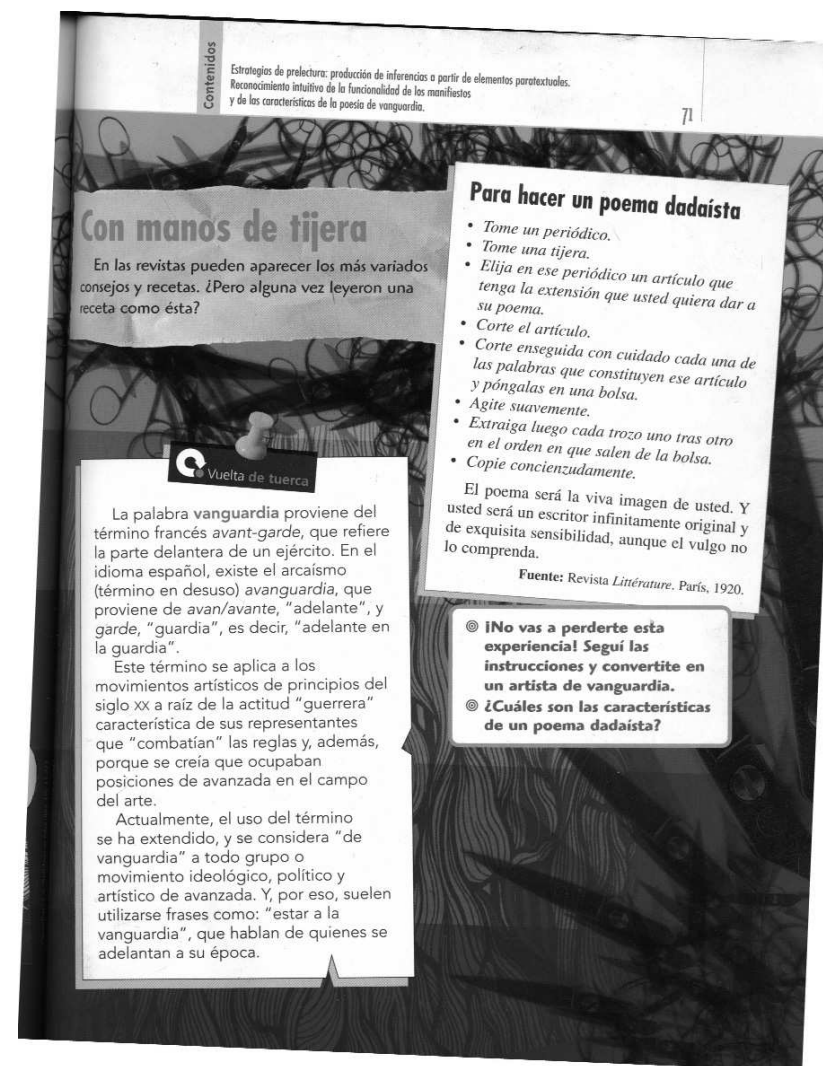 Contenidos
Estrategias de prelectura: producción de inferencias a partir de elementos paratextuales.
Reconocimiento intuitivo de la funcionalidad de los manifiestos
y de las características de la poesía de vanguardia.
71
Con manos de tijera
En las revistas pueden aparecer los más variados
consejos y recetas. ¿Pero alguna vez leyeron una
receta como ésta?
Para hacer un poema dadaísta
• Tome un periódico.
• Tome una tijera.
• Elija en ese periódico un artículo que
tenga la extensión que usted quiera dar a
su poema.
• Corte el artículo.
• Corte enseguida con cuidado cada una de
las palabras que constituyen ese artículo
y póngalas en una bolsa.
• Agite suavemente.
• Extraiga luego cada trozo uno tras otro
en el orden en que salen de la bolsa.
• Copie concienzudamente.
El poema será la viva imagen de usted. Y
usted será un escritor infinitamente original y
de exquisita sensibilidad, aunque el vulgo no
lo comprenda.
Fuente: Revista Littérature. París, 1920.
¡No vas a perderte esta
experiencia! Seguí las
instrucciones y convertite en
un artista de vanguardia.
¿Cuáles son las características
de un poema dadaísta?
Vuelta de tuerca
La palabra vanguardia proviene del
término francés avant-garde, que refiere
la parte delantera de un ejército. En el
idioma español, existe el arcaísmo
(término en desuso) avanguardia, que
proviene de avan/avante, "adelante", y
garde, "guardia", es decir, "adelante en
la guardia".
Este término se aplica a los
movimientos artísticos de principios del
siglo XX a raíz de la actitud "guerrera"
característica de sus representantes
que "combatían" las reglas y, además,
porque se creía que ocupaban
posiciones de avanzada en el campo
del arte.
Actualmente, el uso del término
se ha extendido, y se considera "de
vanguardia" a todo grupo o
movimiento ideológico, político y
artístico de avanzada. Y, por eso, suelen
utilizarse frases como: "estar a la
vanguardia", que hablan de quienes se
adelantan a su época.